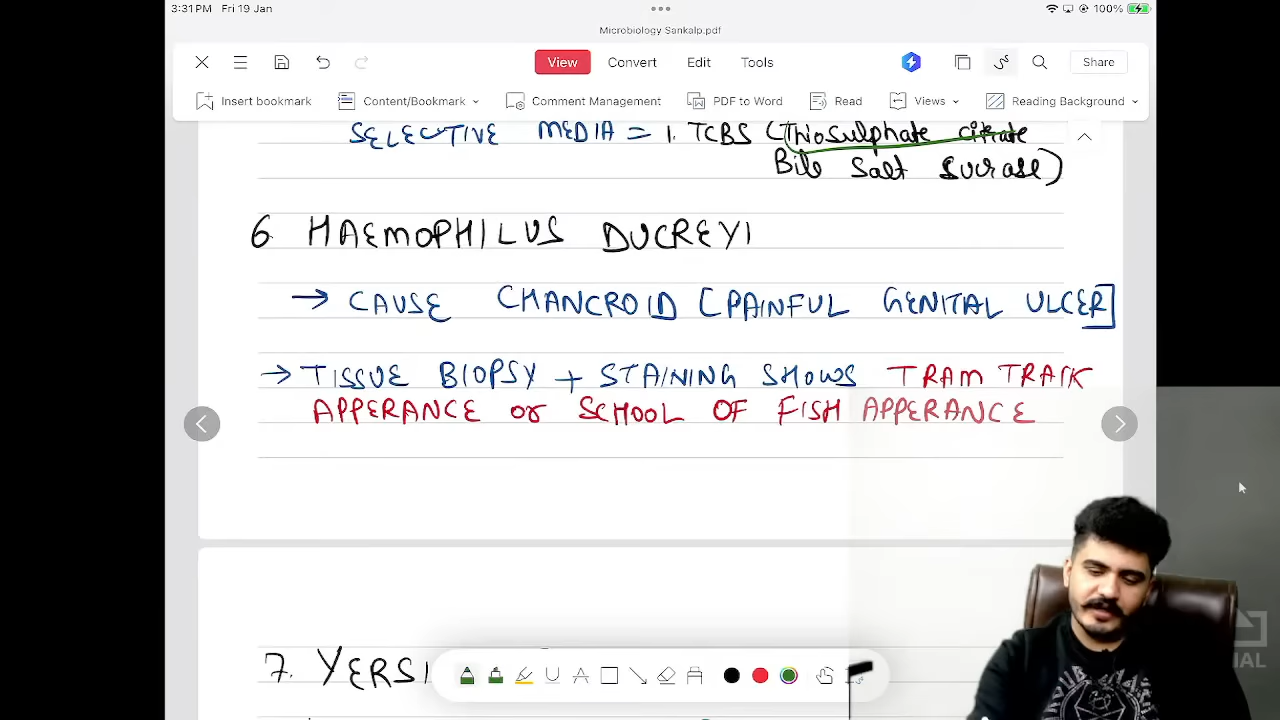 3:31 PM Fri 19 Jan
100%
Microbiology Sankalp.pdf
View Convert Edit Tools Share
Insert bookmark Content/Bookmark Comment Management PDF to Word Read Views Reading Background
SELECTIVE MEDIA = 1. TCBS (Thiosulphate citrate
Bile Salt Sucrase)
6 HAEMOPHILUS DUCREYI
→ CAUSE CHANCROID [PAINFUL GENITAL ULCER]
→ TISSUE BIOPSY + STAINING SHOWS TRAM TRACK
APPERANCE or SCHOOL OF FISH APPERANCE
7. YERSI